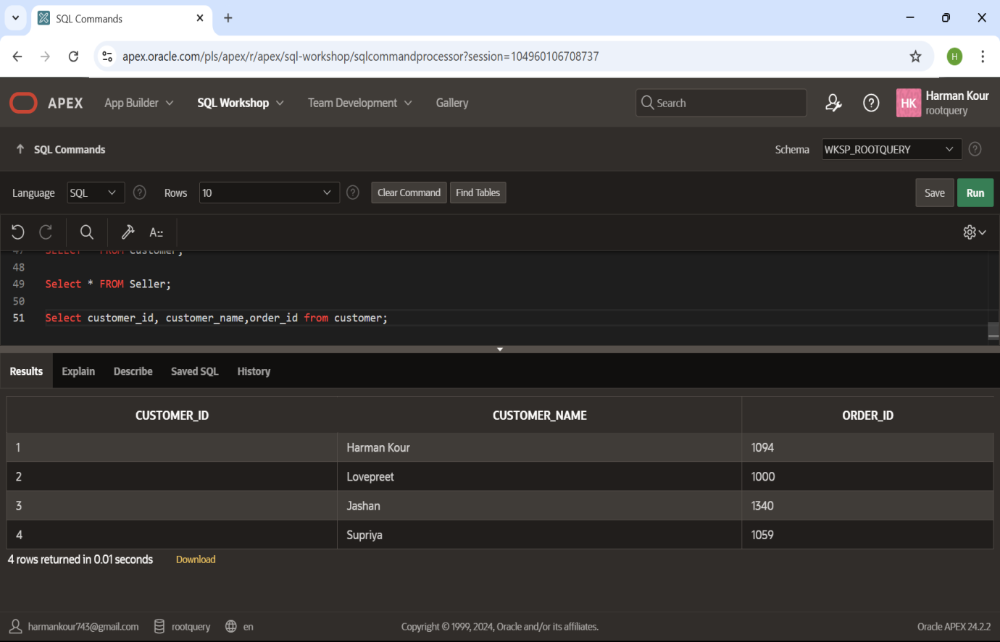 SQL Commands
apex.oracle.com/pls/apex/r/apex/sql-workshop/sqlcommandprocessor?session=104960106708737
H
APEX App Builder SQL Workshop Team Development Gallery Search HK Harman Kour
rootquery
SQL Commands Schema WKSP_ROOTQUERY
Language SQL Rows 10 Clear Command Find Tables Save Run
47 SELECT * FROM Customer;
48
49 Select * FROM Seller;
50
51 Select customer_id, customer_name,order_id from customer;
Results Explain Describe Saved SQL History
CUSTOMER_ID CUSTOMER_NAME ORDER_ID
1 Harman Kour 1094
2 Lovepreet 1000
3 Jashan 1340
4 Supriya 1059
4 rows returned in 0.01 seconds Download
harmankour743@gmail.com rootquery en Copyright © 1999, 2024, Oracle and/or its affiliates. Oracle APEX 24.2.2